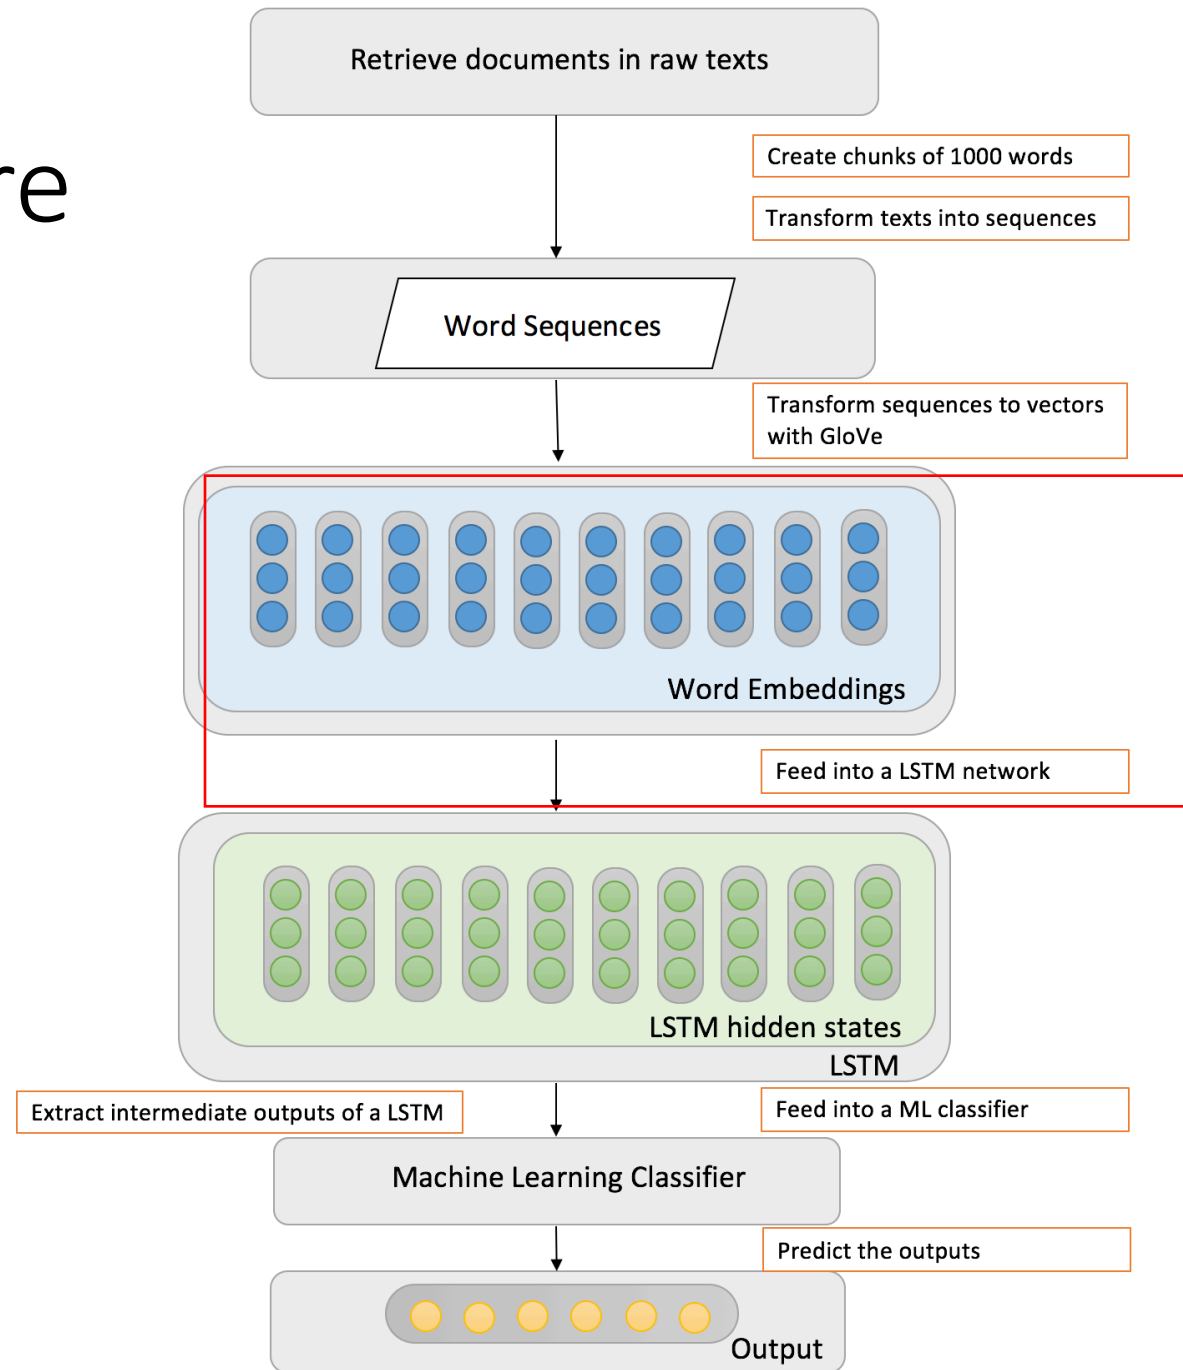 re
Retrieve documents in raw texts
Create chunks of 1000 words
Transform texts into sequences
Word Sequences
Transform sequences to vectors
with GloVe
Word Embeddings
Feed into a LSTM network
LSTM hidden states
LSTM
Extract intermediate outputs of a LSTM
Feed into a ML classifier
Machine Learning Classifier
Predict the outputs
Output